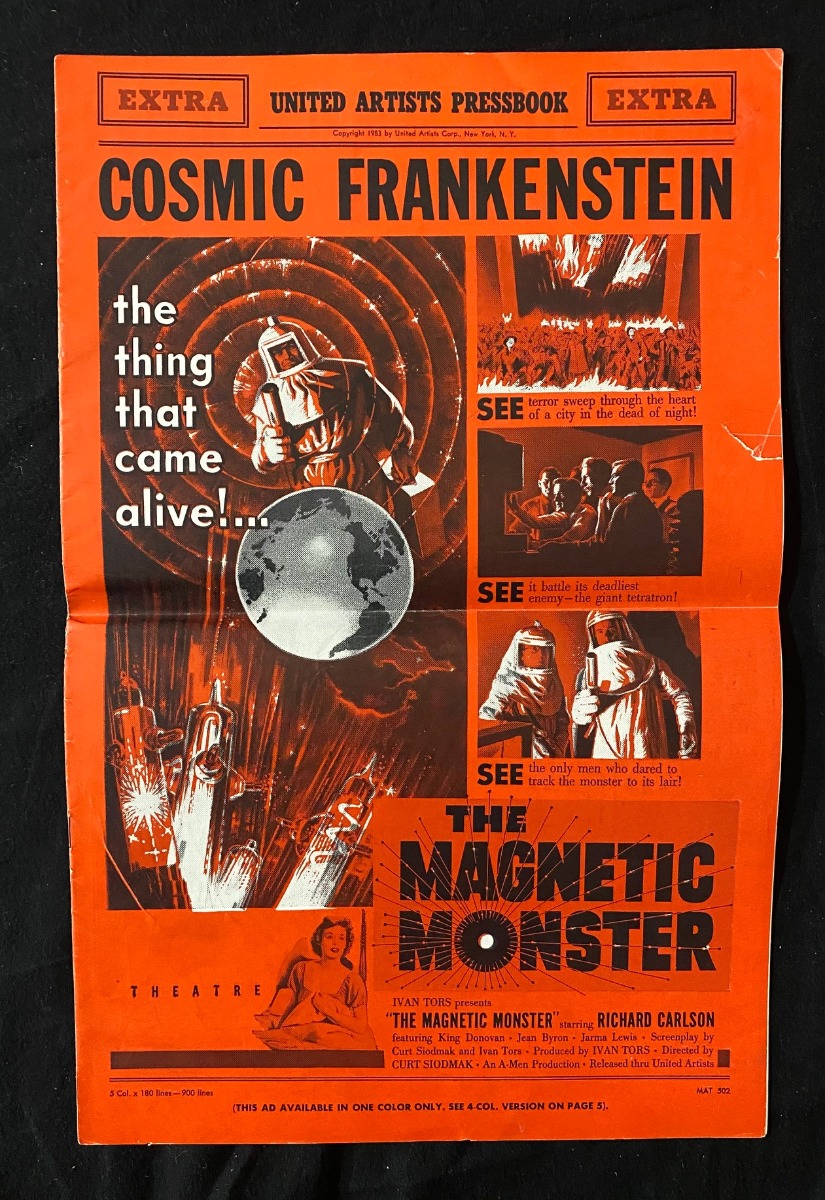 EXTRA
UNITED ARTISTS PRESSBOOK
EXTRA
Copyright 1953 by United Artists Corp., New York, N. Y.
COSMIC FRANKENSTEIN
the
thing
that
came
alive!...
SEE terror sweep through the heart
of a city in the dead of night!
SEE it battle its deadliest
enemy—the giant tetratron!
SEE the only men who dared to
track the monster to its lair!
THE
MAGNETIC
MONSTER
THEATRE
IVAN TORS presents
"THE MAGNETIC MONSTER" starring RICHARD CARLSON
featuring King Donovan • Jean Byron • Jarma Lewis • Screenplay by
Curt Siodmak and Ivan Tors • Produced by IVAN TORS • Directed by
CURT SIODMAK • An A-Men Production • Released thru United Artists
5 Col. x 180 lines—900 lines
MAT 502
(THIS AD AVAILABLE IN ONE COLOR ONLY. SEE 4-COL. VERSION ON PAGE 5).